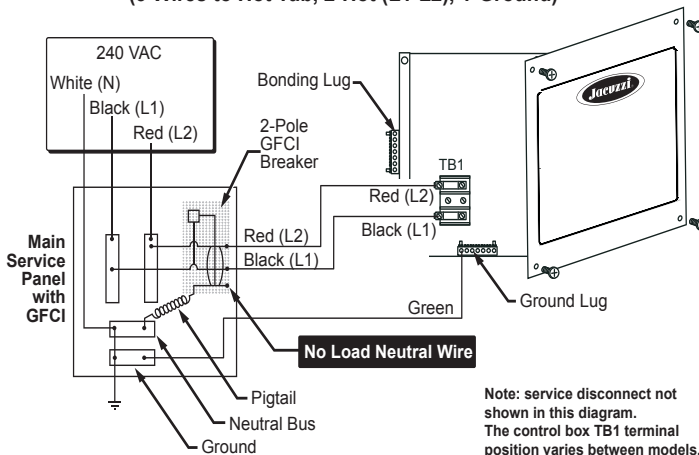 (3 Wires to Hot Tub, 2 Hot (L1-L2), 1 Ground)
240 VAC
White (N)
Black (L1)
Red (L2)
Bonding Lug
2-Pole
GFCI
Breaker
Jacuzzi
TB1
Red (L2)
Black (L1)
Red (L2)
Black (L1)
Main
Service
Panel
with
GFCI
Green
Ground Lug
No Load Neutral Wire
Pigtail
Neutral Bus
Ground
Note: service disconnect not
shown in this diagram.
The control box TB1 terminal
position varies between models.